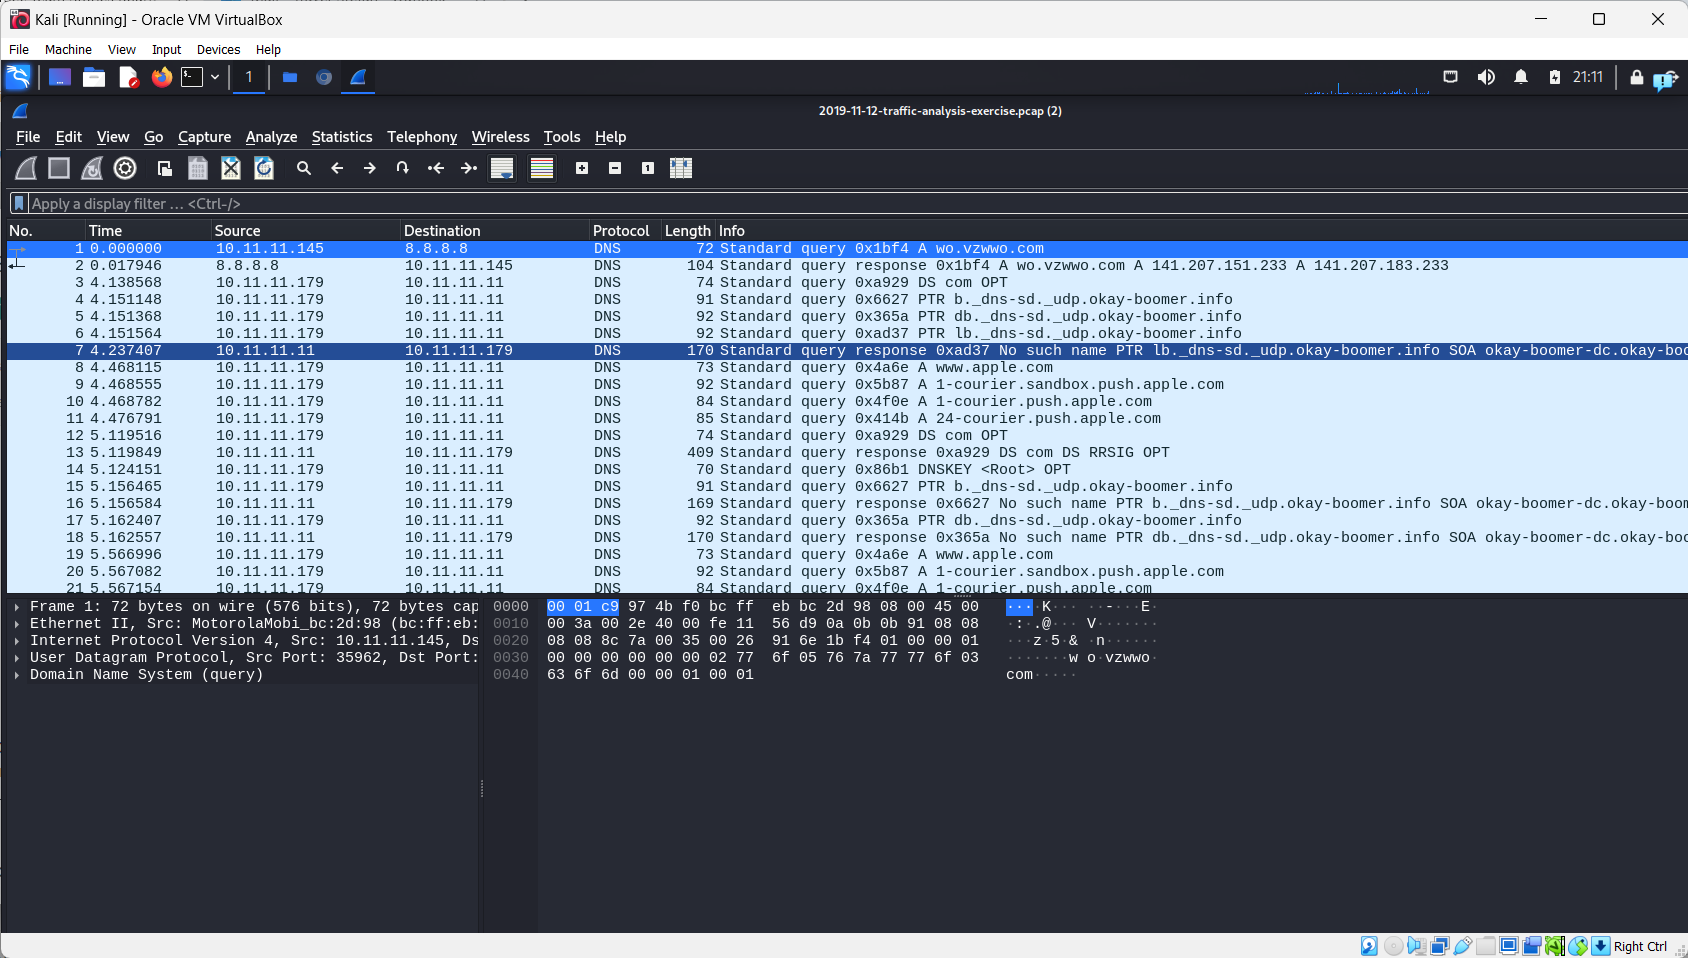 Kali [Running] - Oracle VM VirtualBox
File Machine View Input Devices Help
1
21:11
2019-11-12-traffic-analysis-exercise.pcap (2)
File Edit View Go Capture Analyze Statistics Telephony Wireless Tools Help
Apply a display filter ... <Ctrl-/>
No. Time Source Destination Protocol Length Info
1 0.000000 10.11.11.145 8.8.8.8 DNS 72 Standard query 0x1bf4 A wo.vzwwo.com
2 0.017946 8.8.8.8 10.11.11.145 DNS 104 Standard query response 0x1bf4 A wo.vzwwo.com A 141.207.151.233 A 141.207.183.233
3 4.138568 10.11.11.179 10.11.11.11 DNS 74 Standard query 0xa929 DS com OPT
4 4.151148 10.11.11.179 10.11.11.11 DNS 91 Standard query 0x6627 PTR b._dns-sd._udp.okay-boomer.info
5 4.151368 10.11.11.179 10.11.11.11 DNS 92 Standard query 0x365a PTR db._dns-sd._udp.okay-boomer.info
6 4.151564 10.11.11.179 10.11.11.11 DNS 92 Standard query 0xad37 PTR lb._dns-sd._udp.okay-boomer.info
7 4.237407 10.11.11.11 10.11.11.179 DNS 170 Standard query response 0xad37 No such name PTR lb._dns-sd._udp.okay-boomer.info SOA okay-boomer-dc.okay-boo
8 4.468115 10.11.11.179 10.11.11.11 DNS 73 Standard query 0x4a6e A www.apple.com
9 4.468555 10.11.11.179 10.11.11.11 DNS 92 Standard query 0x5b87 A 1-courier.sandbox.push.apple.com
10 4.468782 10.11.11.179 10.11.11.11 DNS 84 Standard query 0x4f0e A 1-courier.push.apple.com
11 4.476791 10.11.11.179 10.11.11.11 DNS 85 Standard query 0x414b A 24-courier.push.apple.com
12 5.119516 10.11.11.179 10.11.11.11 DNS 74 Standard query 0xa929 DS com OPT
13 5.119849 10.11.11.11 10.11.11.179 DNS 409 Standard query response 0xa929 DS com DS RRSIG OPT
14 5.124151 10.11.11.179 10.11.11.11 DNS 70 Standard query 0x86b1 DNSKEY <Root> OPT
15 5.156465 10.11.11.179 10.11.11.11 DNS 91 Standard query 0x6627 PTR b._dns-sd._udp.okay-boomer.info
16 5.156584 10.11.11.11 10.11.11.179 DNS 169 Standard query response 0x6627 No such name PTR b._dns-sd._udp.okay-boomer.info SOA okay-boomer-dc.okay-boom
17 5.162407 10.11.11.179 10.11.11.11 DNS 92 Standard query 0x365a PTR db._dns-sd._udp.okay-boomer.info
18 5.162557 10.11.11.11 10.11.11.179 DNS 170 Standard query response 0x365a No such name PTR db._dns-sd._udp.okay-boomer.info SOA okay-boomer-dc.okay-boo
19 5.566996 10.11.11.179 10.11.11.11 DNS 73 Standard query 0x4a6e A www.apple.com
20 5.567082 10.11.11.179 10.11.11.11 DNS 92 Standard query 0x5b87 A 1-courier.sandbox.push.apple.com
21 5.567154 10.11.11.179 10.11.11.11 DNS 84 Standard query 0x4f0e A 1-courier.push.apple.com
Frame 1: 72 bytes on wire (576 bits), 72 bytes cap
Ethernet II, Src: MotorolaMobi_bc:2d:98 (bc:ff:eb:
Internet Protocol Version 4, Src: 10.11.11.145, Ds
User Datagram Protocol, Src Port: 35962, Dst Port:
Domain Name System (query)
0000 00 01 c9 97 4b f0 bc ff eb bc 2d 98 08 00 45 00 ····K··· ··-···E·
0010 00 3a 00 2e 40 00 fe 11 56 d9 0a 0b 0b 91 08 08 ·:·.@··· V·······
0020 08 08 8c 7a 00 35 00 26 91 6e 1b f4 01 00 00 01 ···z·5·& ·n······
0030 00 00 00 00 00 00 02 77 6f 05 76 7a 77 77 6f 03 ·······w o·vzwwo·
0040 63 6f 6d 00 00 01 00 01 com·····
Right Ctrl